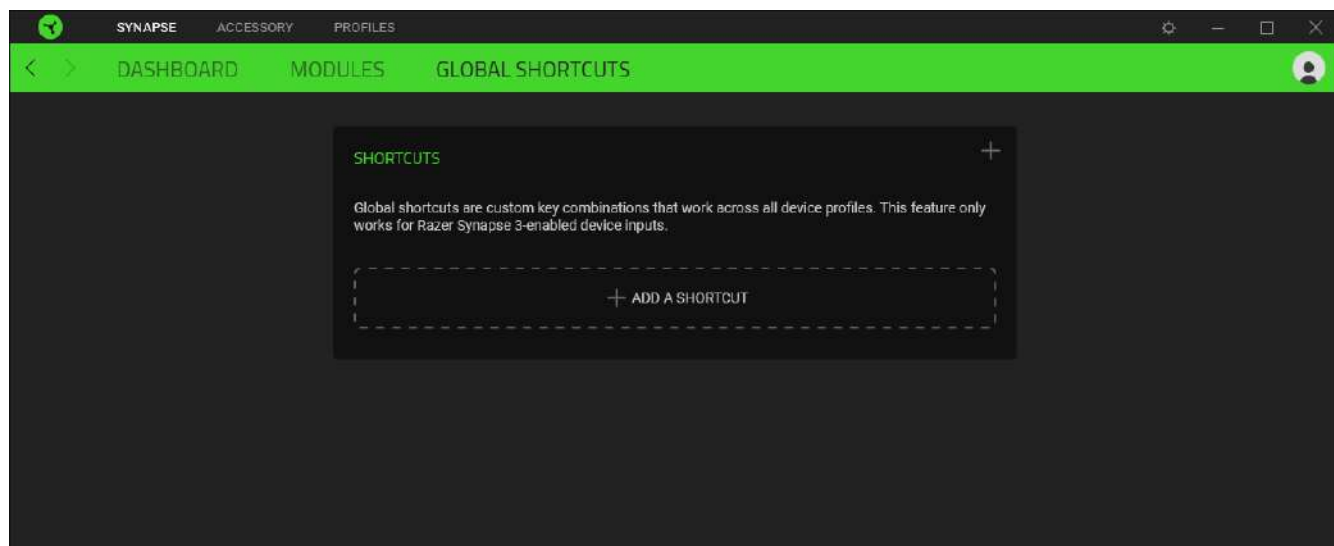 SYNAPSE ACCESSORY PROFILES
DASHBOARD MODULES GLOBAL SHORTCUTS
SHORTCUTS
Global shortcuts are custom key combinations that work across all device profiles. This feature only
works for Razer Synapse 3-enabled device inputs.
ADD A SHORTCUT